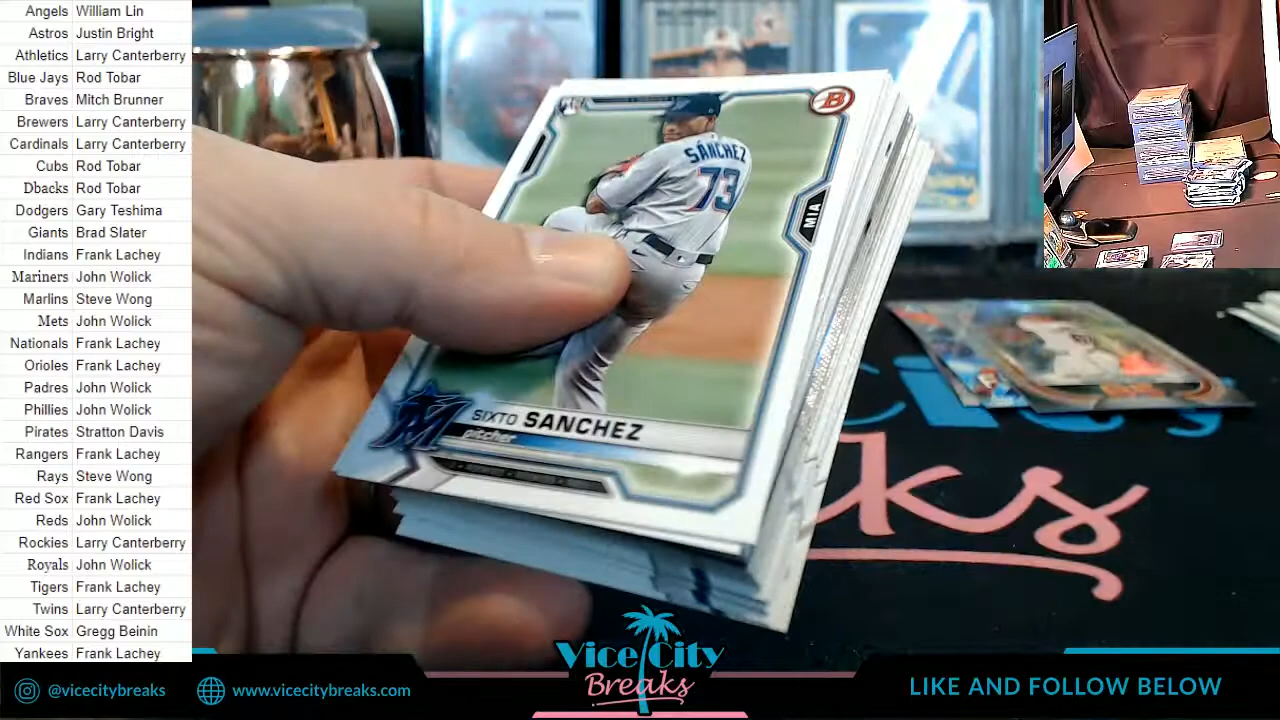 Angels William Lin
Astros Justin Bright
Athletics Larry Canterberry
Blue Jays Rod Tobar
Braves Mitch Brunner
Brewers Larry Canterberry
Cardinals Larry Canterberry
Cubs Rod Tobar
Dbacks Rod Tobar
Dodgers Gary Teshima
Giants Brad Slater
Indians Frank Lachey
Mariners John Wolick
Marlins Steve Wong
Mets John Wolick
Nationals Frank Lachey
Orioles Frank Lachey
Padres John Wolick
Phillies John Wolick
Pirates Stratton Davis
Rangers Frank Lachey
Rays Steve Wong
Red Sox Frank Lachey
Reds John Wolick
Rockies Larry Canterberry
Royals John Wolick
Tigers Frank Lachey
Twins Larry Canterberry
White Sox Gregg Beinin
Yankees Frank Lachey
B
SÁNCHEZ
73
MIA
M
SIXTO SANCHEZ
pitcher
ks
@vicecitybreaks
www.vicecitybreaks.com
Vice City
Breaks
LIKE AND FOLLOW BELOW